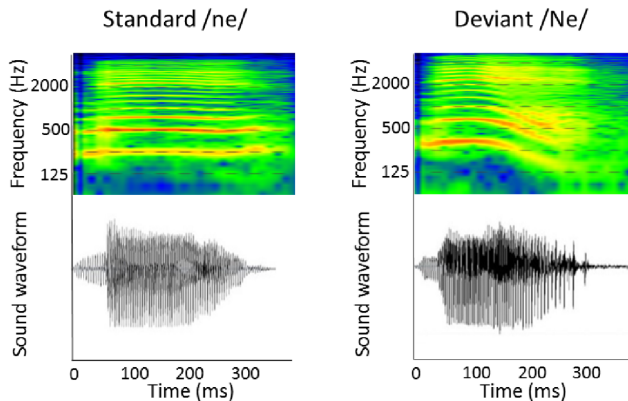 Standard /ne/
Deviant /Ne/
Frequency (Hz)
2000
500
125
Frequency (Hz)
2000
500
125
Sound waveform
0 100 200 300
Time (ms)
Sound waveform
0 100 200 300
Time (ms)